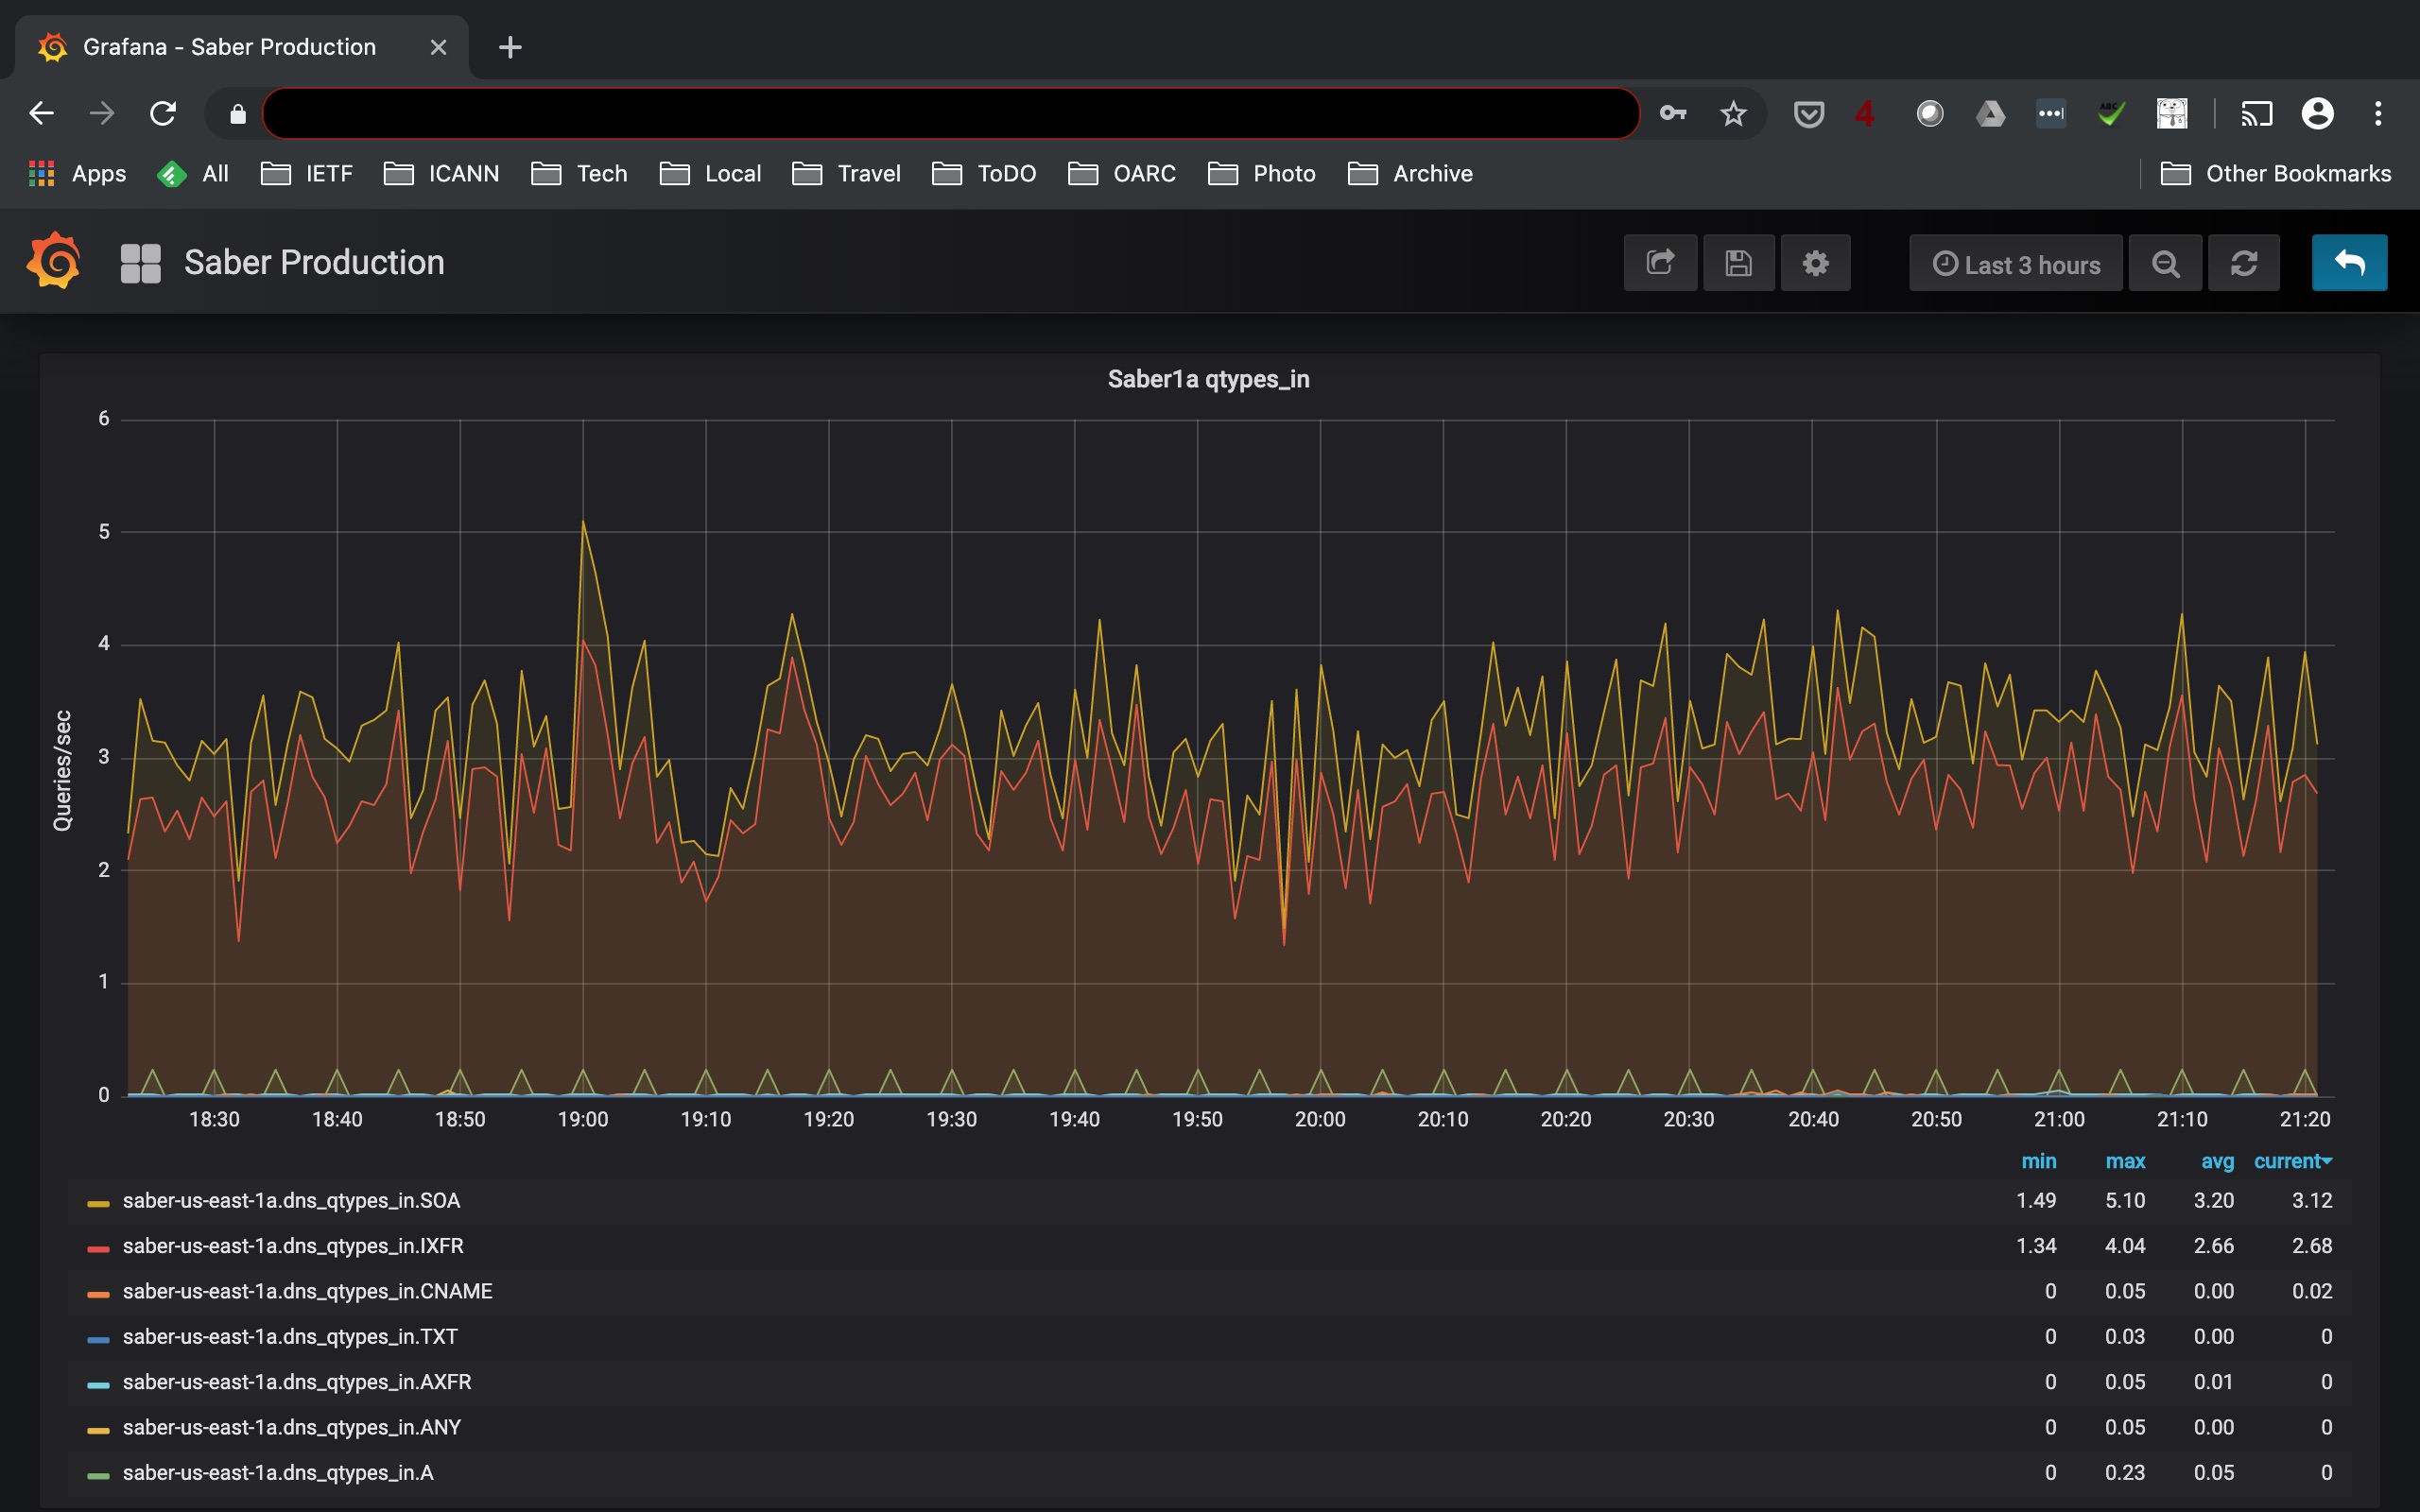 Grafana - Saber Production
4
ABC
Apps All IETF ICANN Tech Local Travel ToDO OARC Photo Archive Other Bookmarks
Saber Production
Last 3 hours
Saber1a qtypes_in
Queries/sec
6
5
4
3
2
1
0
18:30 18:40 18:50 19:00 19:10 19:20 19:30 19:40 19:50 20:00 20:10 20:20 20:30 20:40 20:50 21:00 21:10 21:20
min max avg current
saber-us-east-1a.dns_qtypes_in.SOA 1.49 5.10 3.20 3.12
saber-us-east-1a.dns_qtypes_in.IXFR 1.34 4.04 2.66 2.68
saber-us-east-1a.dns_qtypes_in.CNAME 0 0.05 0.00 0.02
saber-us-east-1a.dns_qtypes_in.TXT 0 0.03 0.00 0
saber-us-east-1a.dns_qtypes_in.AXFR 0 0.05 0.01 0
saber-us-east-1a.dns_qtypes_in.ANY 0 0.05 0.00 0
saber-us-east-1a.dns_qtypes_in.A 0 0.23 0.05 0